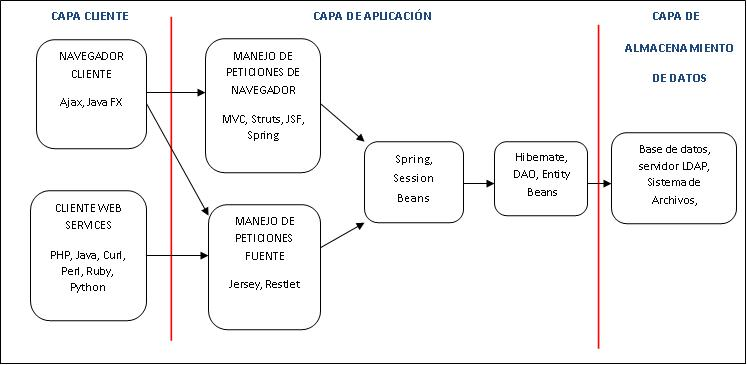 CAPA CLIENTE
CAPA DE APLICACIÓN
CAPA DE
ALMACENAMIENTO
DE DATOS
NAVEGADOR
CLIENTE
Ajax, Java FX
MANEJO DE
PETICIONES DE
NAVEGADOR
MVC, Struts, JSF,
Spring
Spring,
Session
Beans
Hibernate,
DAO, Entity
Beans
Base de datos,
servidor LDAP,
Sistema de
Archivos,
CLIENTE WEB
SERVICES
PHP, Java, Curl,
Perl, Ruby,
Python
MANEJO DE
PETICIONES
FUENTE
Jersey, Restlet